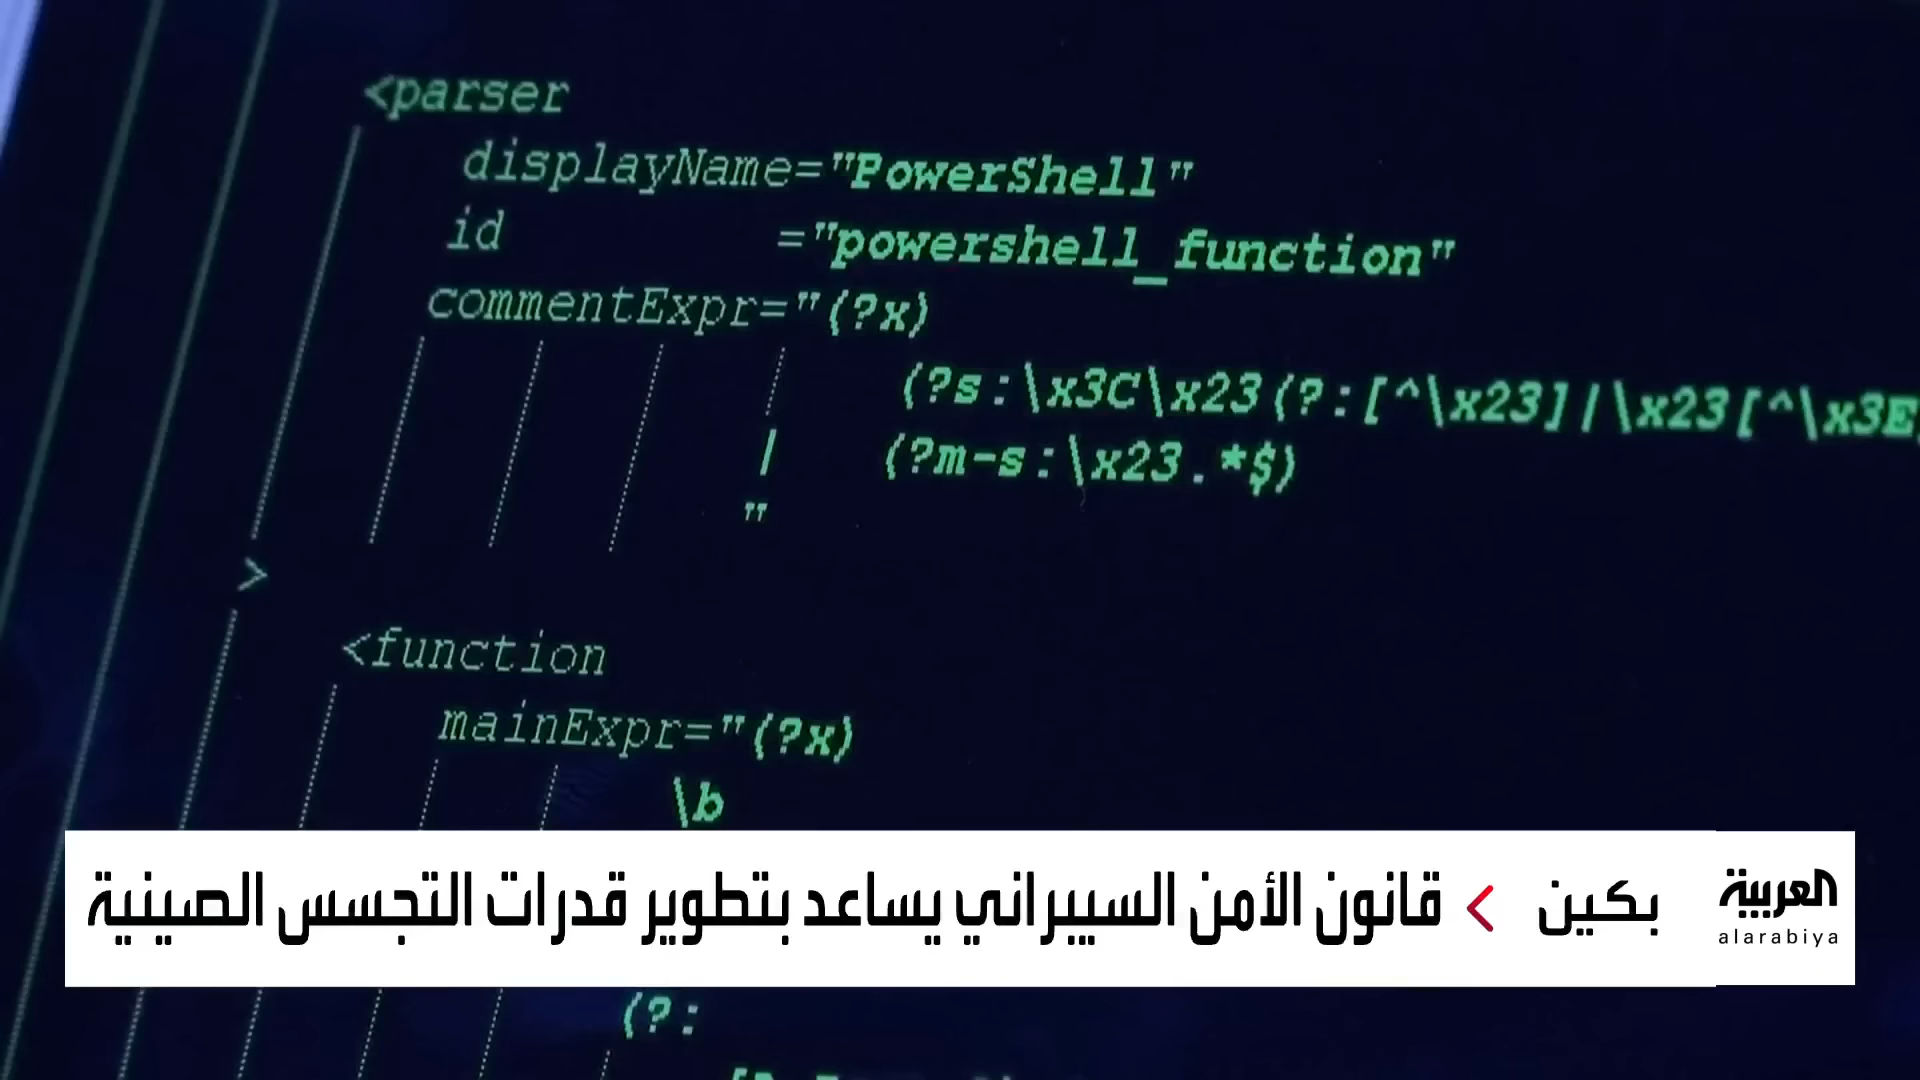 <parser
displayName="PowerShell"
id ="powershell_function"
commentExpr="(?x)
(?s:\x3C\x23(?:[^\x23]|\x23[^\x3E
| (?m-s:\x23.*$)
"
>
<function
mainExpr="(?x)
\b
العربية
alarabiya
بكين > قانون الأمن السيبراني يساعد بتطوير قدرات التجسس الصينية
(?: